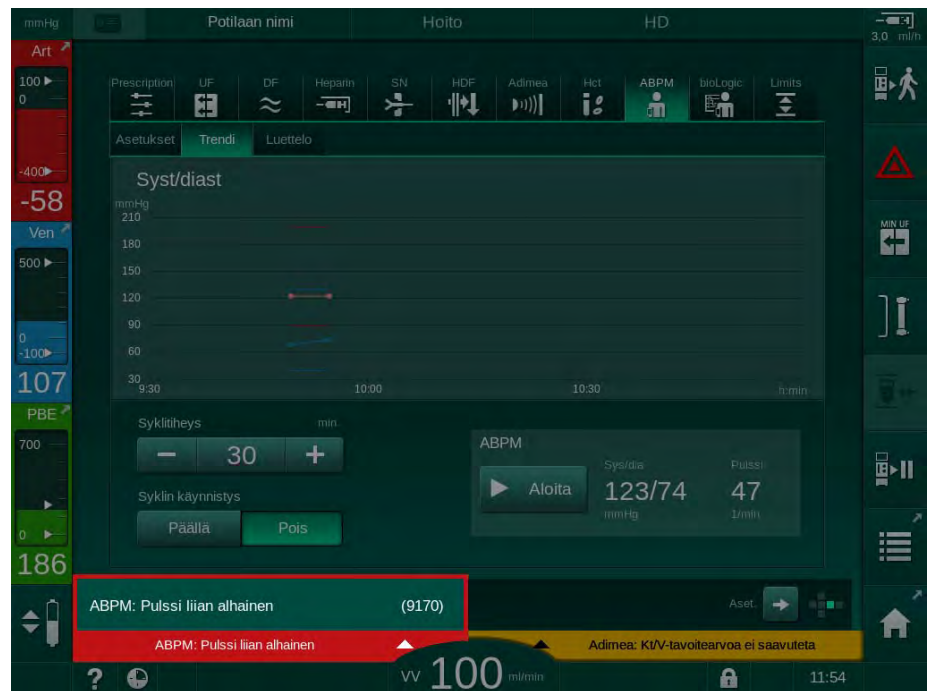 mmHg Potilaan nimi Hoito HD
3,0 ml/h
Art
100
0
-400
-58
Ven
500
0
-100
107
PBE
700
0
186
Prescription UF DF Heparin SN HDF Adimea Hct ABPM bioLogic Limits
Asetukset Trendi Luettelo
Syst/diast
mmHg
210
180
150
120
90
60
30
9:30 10:00 10:30 h:min
Syklitiheys min
− 30 +
Syklin käynnistys
Päällä Pois
ABPM
Aloita
Sys/dia Pulssi
123/74 47
mmHg 1/min
MIN UF
ABPM: Pulssi liian alhainen (9170)
Aset.
ABPM: Pulssi liian alhainen
Adimea: Kt/V-tavoitearvoa ei saavuteta
? VV 100 ml/min 11:54